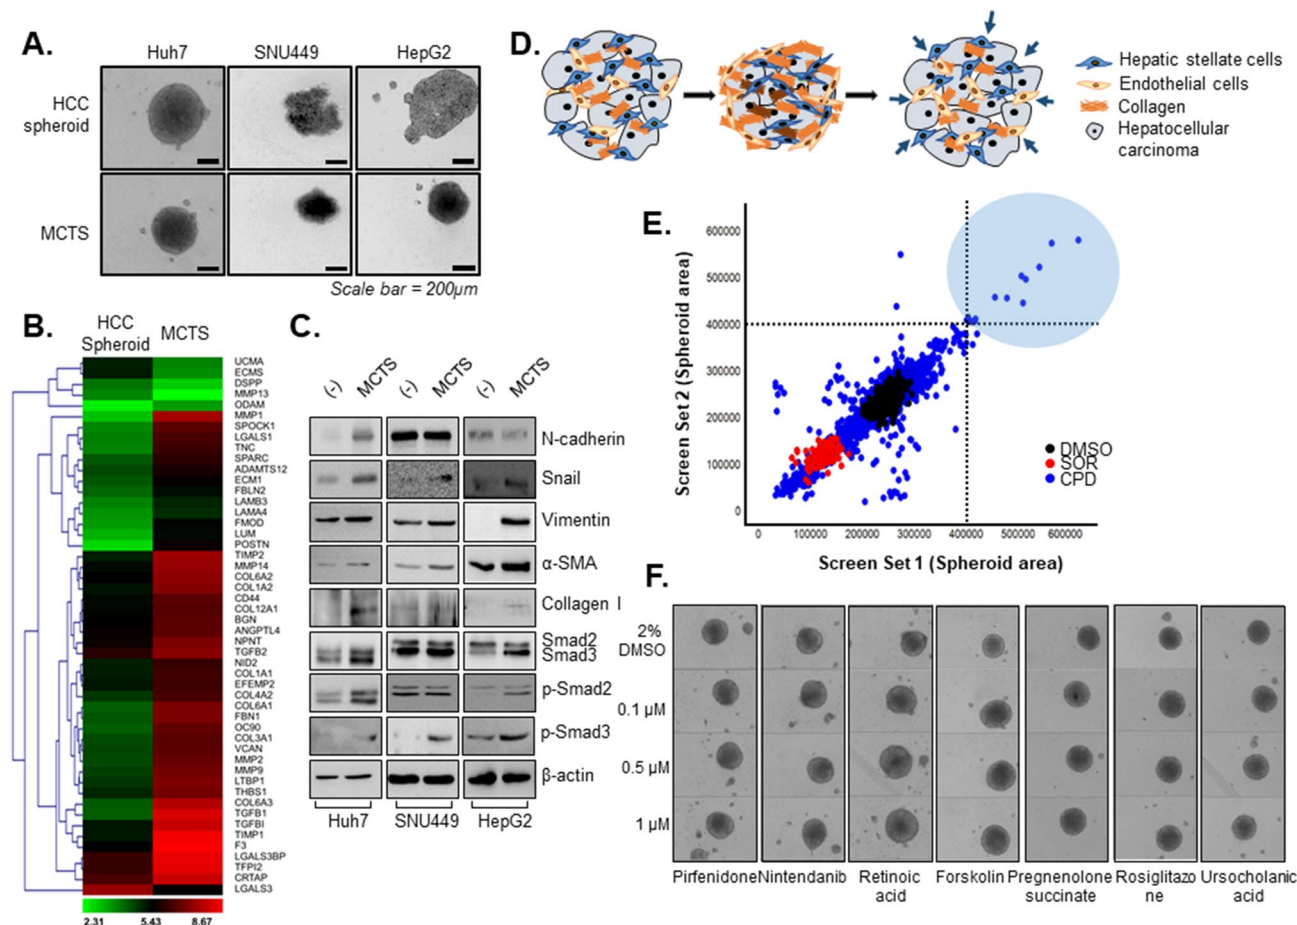 A.
Huh7
SNU449
HepG2
HCC
spheroid
MCTS
Scale bar = 200µm
B.
HCC
Spheroid
MCTS
UCMA
ECMS
DSPP
MMP13
ODAM
MMP1
SPOCK1
LGALS1
TNC
SPARC
ADAMTS12
ECM1
FBLN2
LAMB3
LAMA4
FMOD
LUM
POSTN
TIMP2
MMP14
COL6A2
COL1A2
CD44
COL12A1
BGN
ANGPTL4
NPNT
TGFB2
NID2
COL1A1
EFEMP2
COL4A2
COL6A1
FBN1
OC90
COL3A1
VCAN
MMP2
MMP9
LTBP1
THBS1
COL6A3
TGFB1
TGFBI
TIMP1
F3
LGALS3BP
TFPI2
CRTAP
LGALS3
2.31
5.43
8.67
C.
(-)
MCTS
(-)
MCTS
(-)
MCTS
N-cadherin
Snail
Vimentin
α-SMA
Collagen I
Smad2
Smad3
p-Smad2
p-Smad3
β-actin
Huh7
SNU449
HepG2
D.
Hepatic stellate cells
Endothelial cells
Collagen
Hepatocellular
carcinoma
E.
Screen Set 2 (Spheroid area)
600000
500000
400000
300000
200000
100000
0
DMSO
SOR
CPD
0
100000
200000
300000
400000
500000
600000
Screen Set 1 (Spheroid area)
F.
2%
DMSO
0.1 µM
0.5 µM
1 µM
Pirfenidone
Nintendanib
Retinoic
acid
Forskolin
Pregnenolone
succinate
Rosiglitazo
ne
Ursocholanic
acid